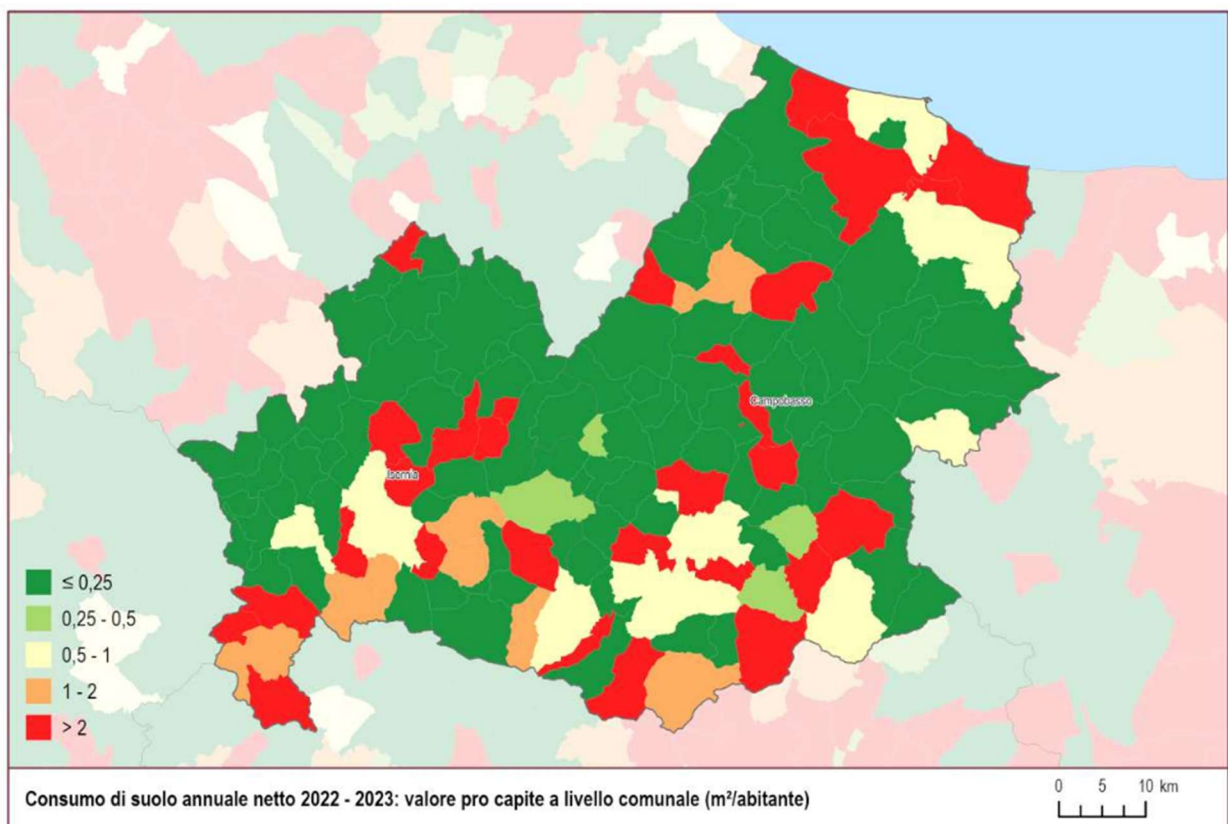 Campobasso
Isernia
≤ 0,25
0,25 - 0,5
0,5 - 1
1 - 2
> 2
Consumo di suolo annuale netto 2022 - 2023: valore pro capite a livello comunale (m²/abitante)
0 5 10 km